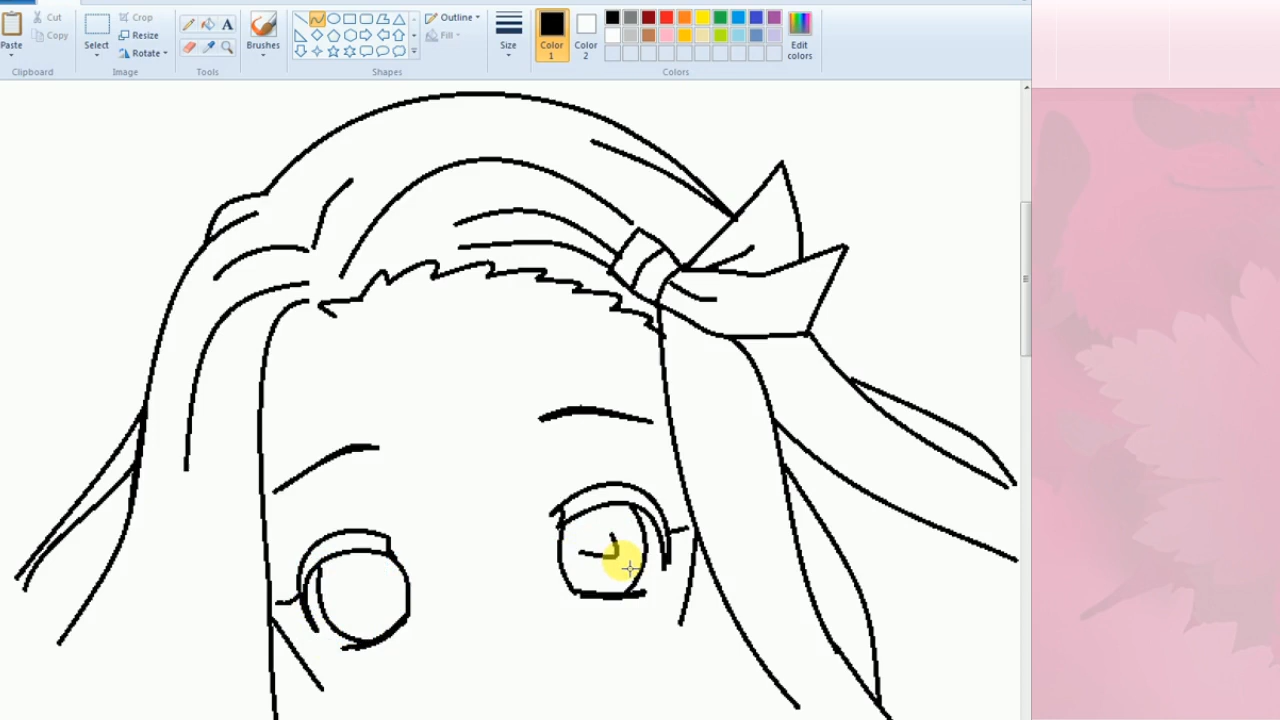 Paste
Cut
Copy
Clipboard
Select
Crop
Resize
Rotate
Image
A
Tools
Brushes
Outline
Fill
Shapes
Size
Color 1
Color 2
Edit colors
Colors